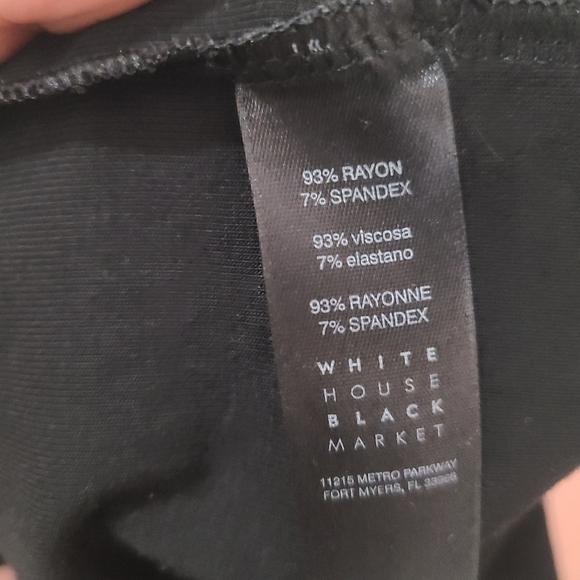 93% RAYON
7% SPANDEX
93% viscosa
7% elastano
93% RAYONNE
7% SPANDEX
WHITE
HOUSE
BLACK
MARKET
11215 METRO PARKWAY
FORT MYERS, FL